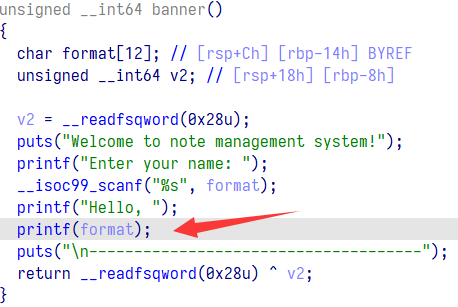 unsigned __int64 banner()
{
  char format[12]; // [rsp+Ch] [rbp-14h] BYREF
  unsigned __int64 v2; // [rsp+18h] [rbp-8h]

  v2 = __readfsqword(0x28u);
  puts("Welcome to note management system!");
  printf("Enter your name: ");
  __isoc99_scanf("%s", format);
  printf("Hello, ");
  printf(format);
  puts("\n-----------------------------------");
  return __readfsqword(0x28u) ^ v2;
}